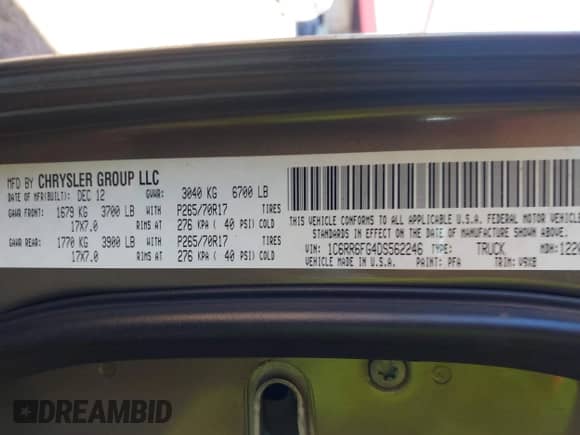 MFD BY CHRYSLER GROUP LLC
DATE OF MFR(BUILT): DEC 12 GVWR: 3040 KG 6700 LB
GAWR FRONT: 1679 KG 3700 LB WITH P265/70R17 TIRES
17X7.0 RIMS AT 276 KPA ( 40 PSI) COLD
GAWR REAR: 1770 KG 3900 LB WITH P265/70R17 TIRES
17X7.0 RIMS AT 276 KPA ( 40 PSI) COLD
THIS VEHICLE CONFORMS TO ALL APPLICABLE U.S.A. FEDERAL MOTOR VEHICLE
STANDARDS IN EFFECT ON THE DATE OF MANUFACTURE SHOWN ABOVE.
VIN: 1C6RR6FG4DS562246 TYPE: TRUCK MDH: 122
VEHICLE MADE IN U.S.A. PAINT: PFA TRIM: V9X8
DREAMBID